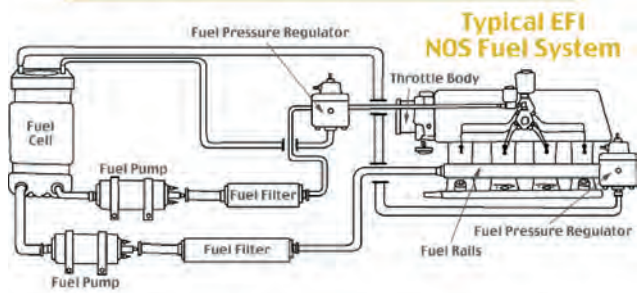 Typical EFI
NOS Fuel System
Fuel Pressure Regulator
Throttle Body
Fuel
Cell
Fuel Pump
Fuel Filter
Fuel Filter
Fuel Pump
Fuel Rails
Fuel Pressure Regulator